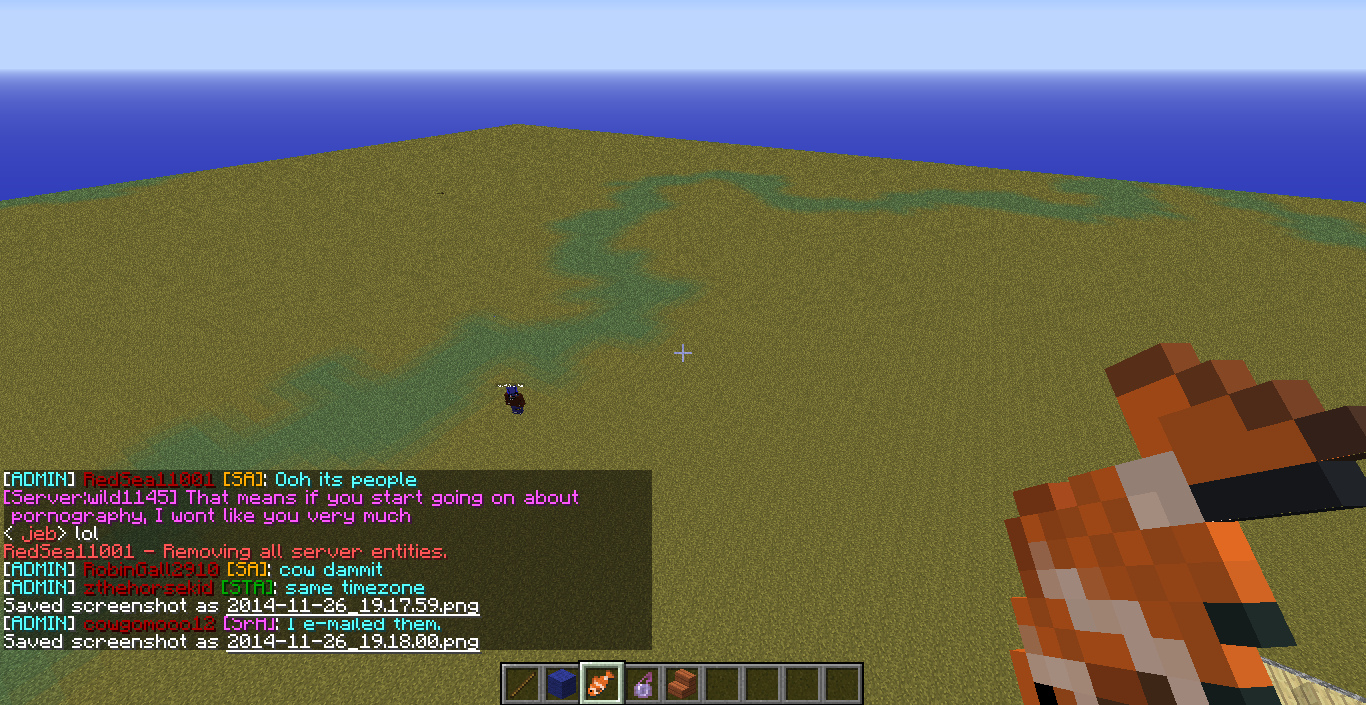 [ADMIN] RedSea11001 [SA]: Ooh its people
[Server:wild1145] That means if you start going on about
pornography, I wont like you very much
< jeb> lol
RedSea11001 - Removing all server entities.
[ADMIN] RobinGall2910 [SA]: cow dammit
[ADMIN] zthehorsekid [STA]: same timezone
Saved screenshot as 2014-11-26_19.17.59.png
[ADMIN] cowgomooo12 [SrA]: I e-mailed them.
Saved screenshot as 2014-11-26_19.18.00.png